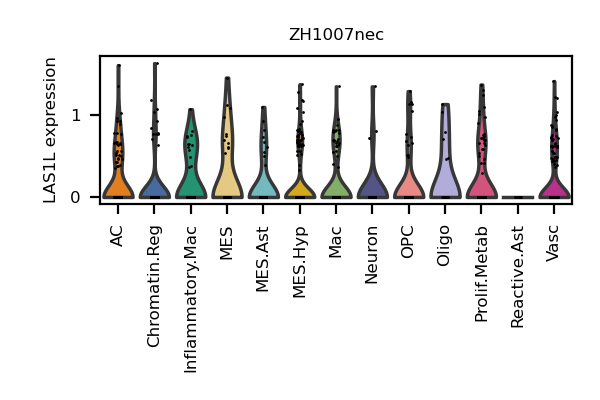 ZH1007nec
LAS1L expression
1
0
AC
Chromatin.Reg
Inflammatory.Mac
MES
MES.Ast
MES.Hyp
Mac
Neuron
OPC
Oligo
Prolif.Metab
Reactive.Ast
Vasc